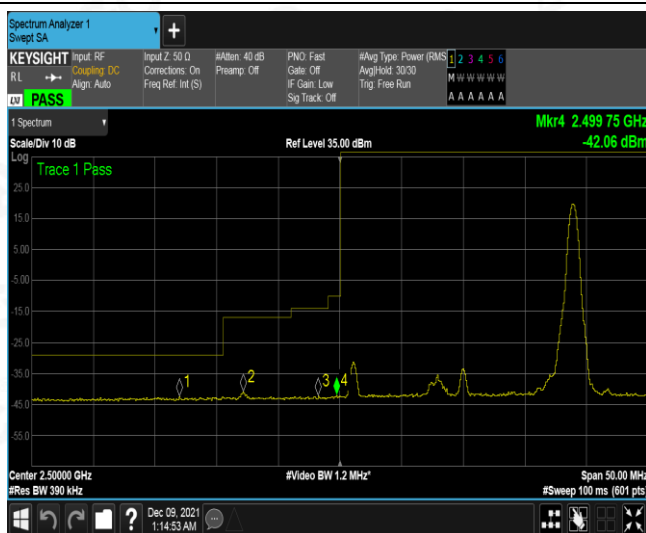 Spectrum Analyzer 1
Swept SA
+
KEYSIGHT
RL
LXI PASS
Input: RF
Coupling: DC
Align: Auto
Input Z: 50 Ω
Corrections: On
Freq Ref: Int (S)
#Atten: 40 dB
Preamp: Off
PNO: Fast
Gate: Off
IF Gain: Low
Sig Track: Off
#Avg Type: Power (RMS
Avg|Hold: 30/30
Trig: Free Run
1 2 3 4 5 6
M W W W W W
A A A A A A
1 Spectrum
Mkr4 2.499 75 GHz
Scale/Div 10 dB
Ref Level 35.00 dBm
-42.06 dBm
Log
Trace 1 Pass
25.0
15.0
5.00
-5.00
-15.0
-25.0
-35.0
-45.0
-55.0
1
2
3
4
Center 2.50000 GHz
#Video BW 1.2 MHz*
Span 50.00 MHz
#Res BW 390 kHz
#Sweep 100 ms (601 pts)
?
Dec 09, 2021
1:14:53 AM